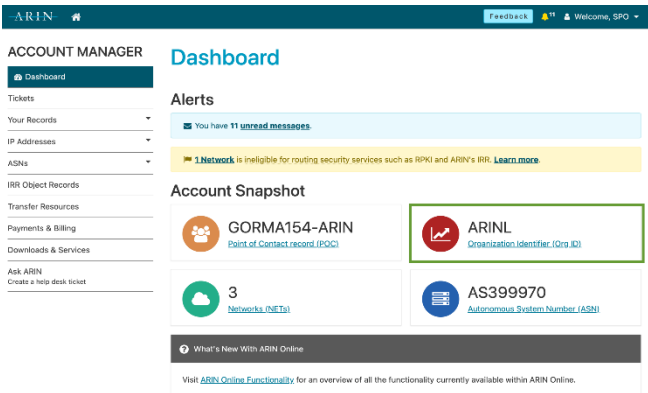 ARIN
Feedback
11
Welcome, SPO
ACCOUNT MANAGER
Dashboard
Tickets
Your Records
IP Addresses
ASNs
IRR Object Records
Transfer Resources
Payments & Billing
Downloads & Services
Ask ARIN
Create a help desk ticket
Dashboard
Alerts
You have 11 unread messages.
1 Network is ineligible for routing security services such as RPKI and ARIN's IRR. Learn more.
Account Snapshot
GORMA154-ARIN
Point of Contact record (POC)
ARINL
Organization Identifier (Org ID)
3
Networks (NETs)
AS399970
Autonomous System Number (ASN)
What's New With ARIN Online
Visit ARIN Online Functionality for an overview of all the functionality currently available within ARIN Online.